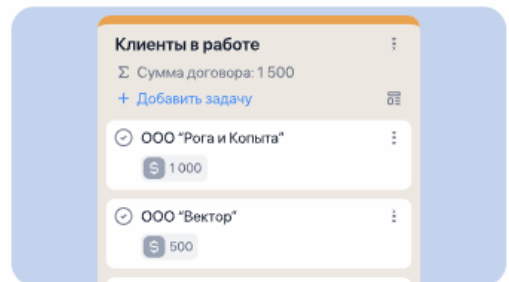 Клиенты в работе
Σ Сумма договора: 1 500
+ Добавить задачу
ООО “Рога и Копыта”
$ 1 000
ООО “Вектор”
$ 500